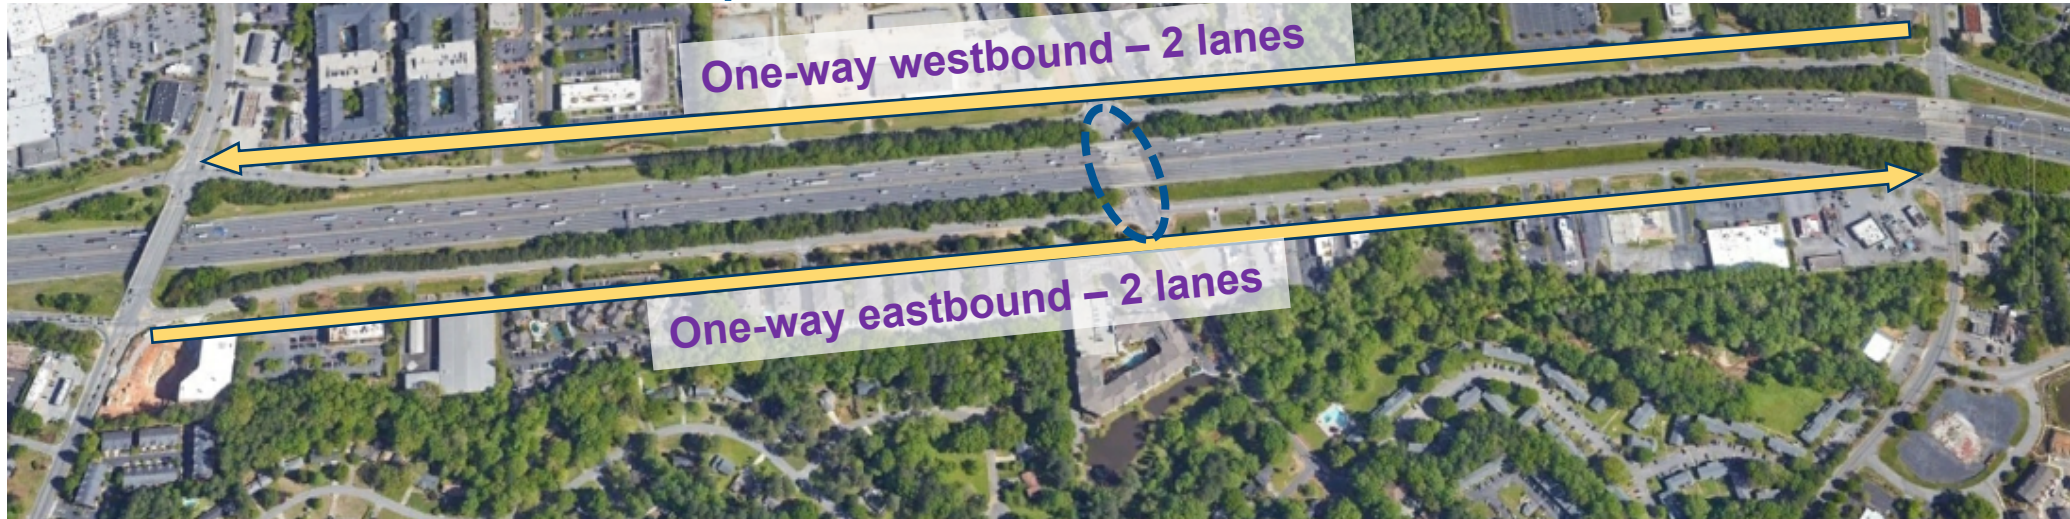 One-way westbound – 2 lanes
One-way eastbound – 2 lanes